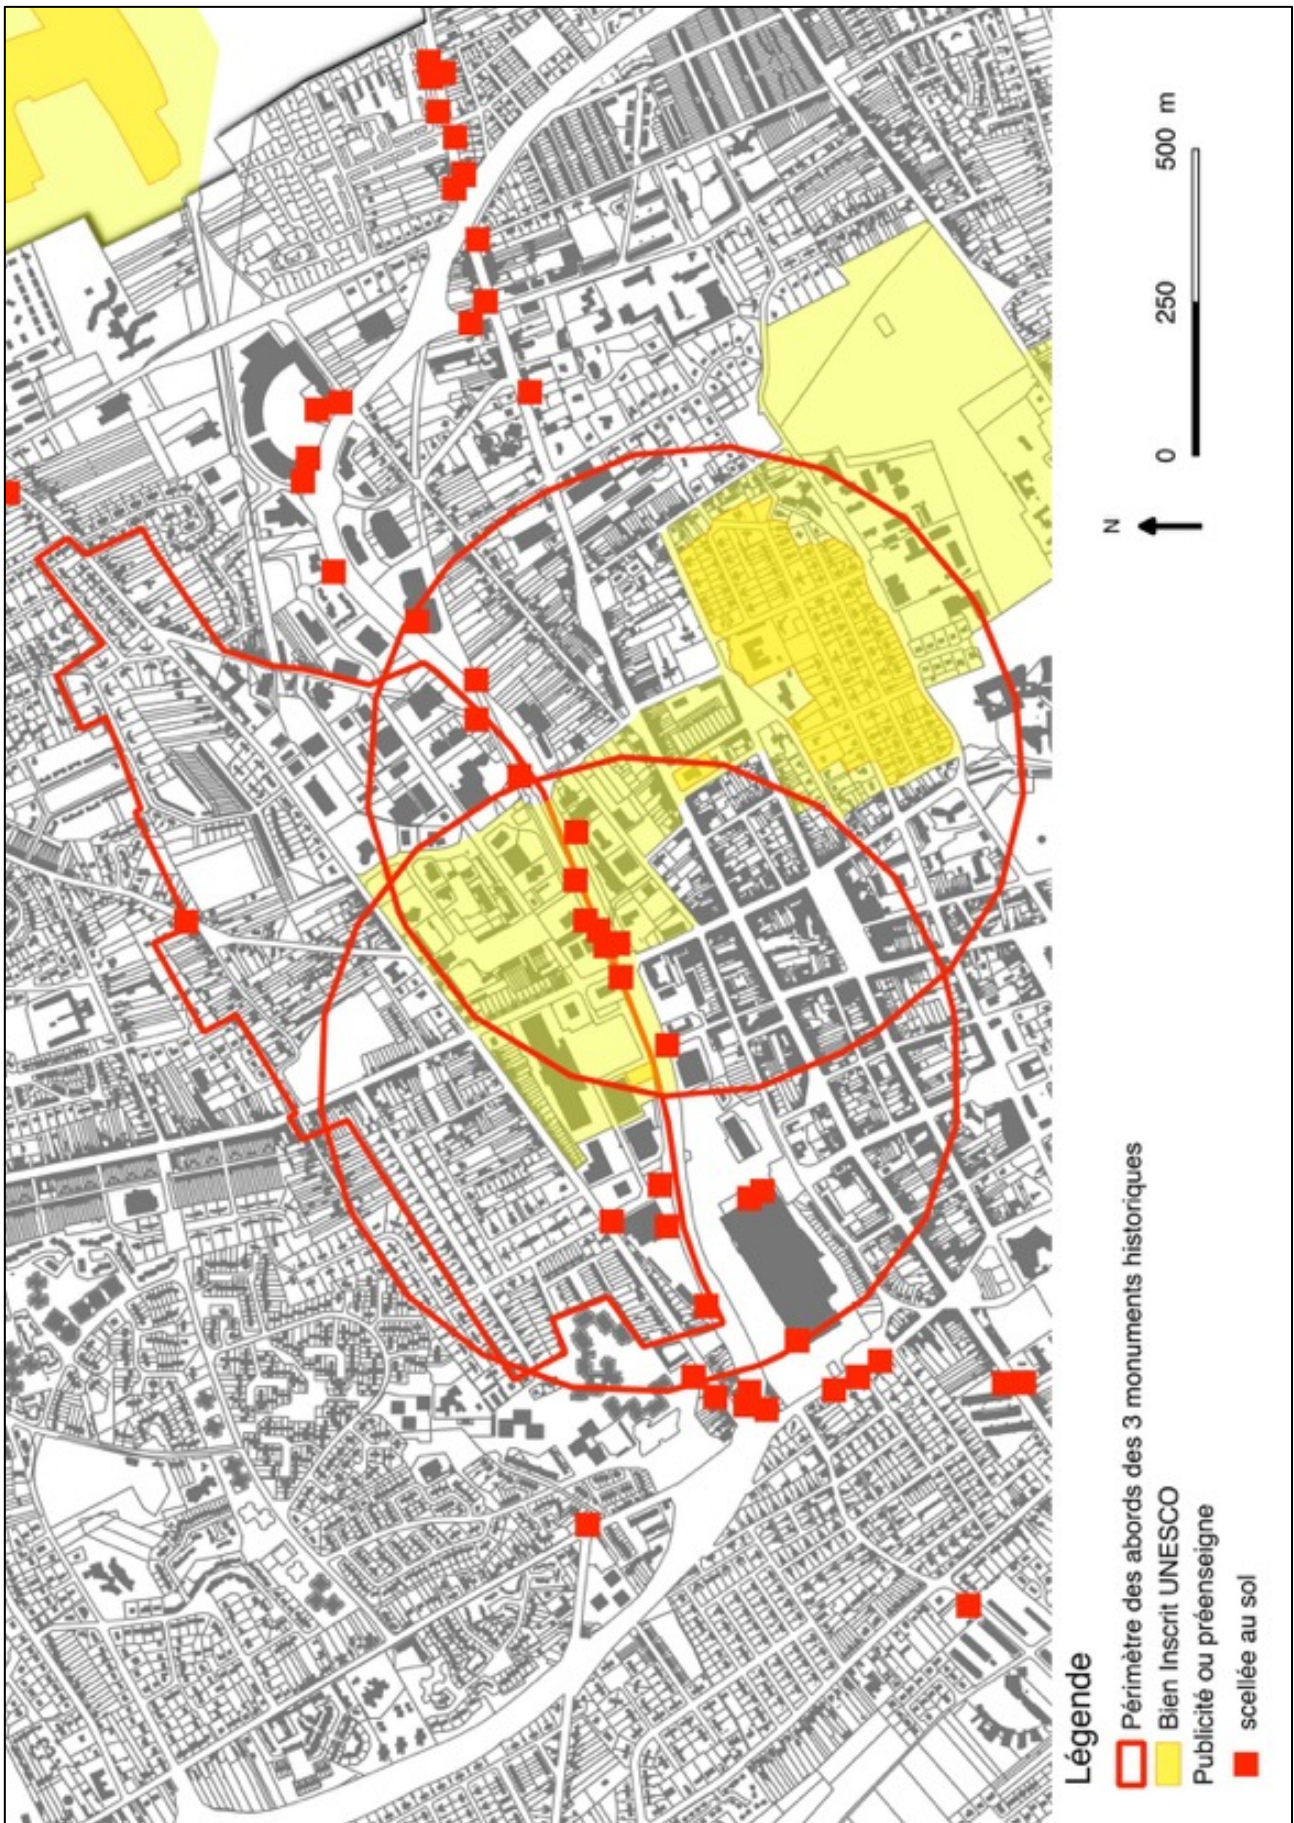 Légende
Périmètre des abords des 3 monuments historiques
Bien Inscrit UNESCO
Publicité ou préenseigne
scellée au sol
N
0 250 500 m